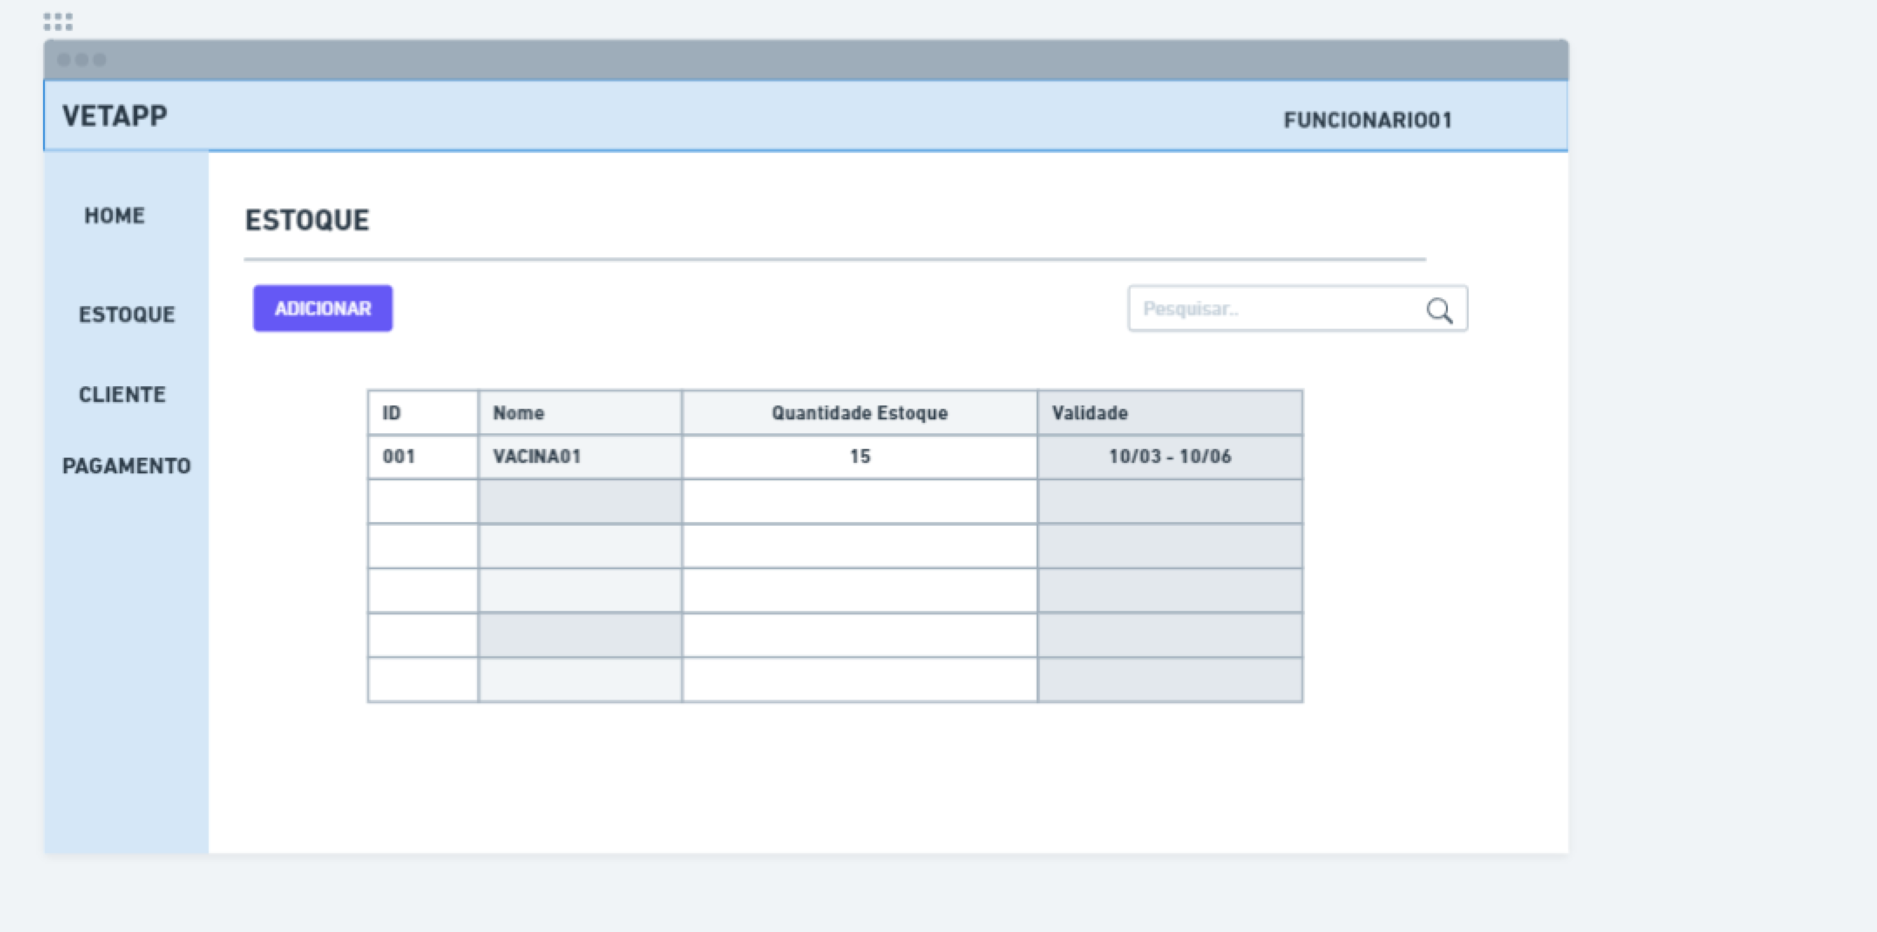 VETAPP
FUNCIONARIO01
HOME
ESTOQUE
CLIENTE
PAGAMENTO
ESTOQUE
ADICIONAR
Pesquisar..
ID Nome Quantidade Estoque Validade
001 VACINA01 15 10/03 - 10/06